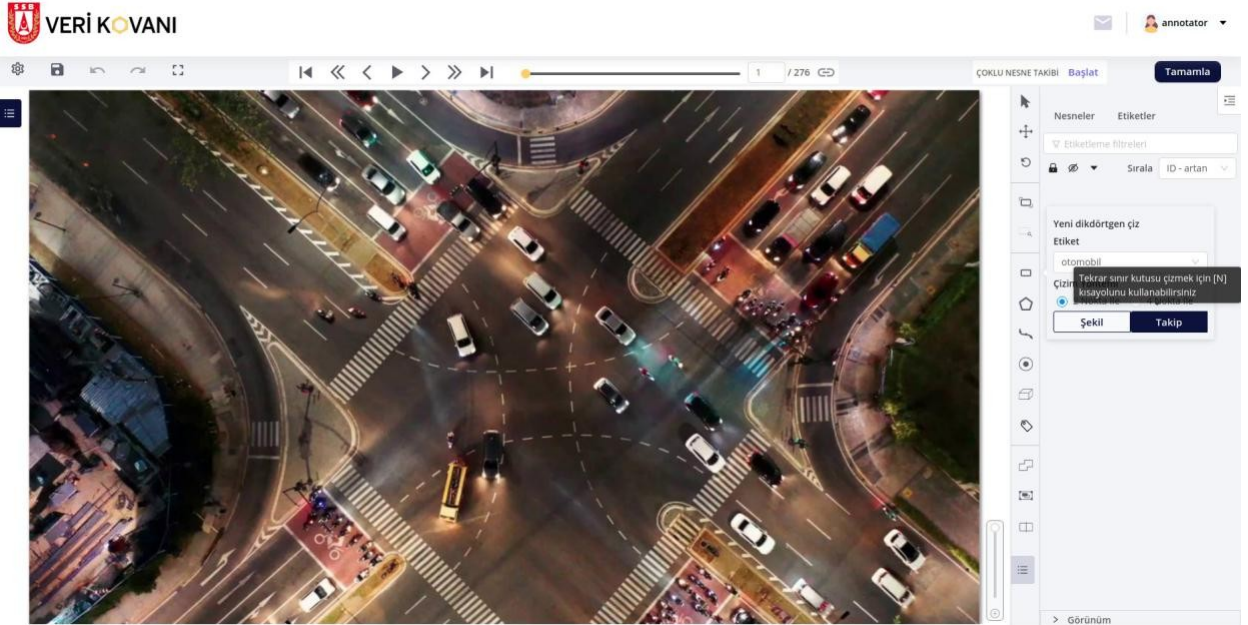 SSB
VERİ KOVANI
annotator
1
/ 276
ÇOKLU NESNE TAKİBİ
Başlat
Tamamla
Nesneler
Etiketler
Etiketleme filtreleri
Sırala
ID - artan
Yeni dikdörtgen çiz
Etiket
otomobil
Tekrar sınır kutusu çizmek için [N]
kısayolunu kullanabilirsiniz
Şekil
Takip
Görünüm